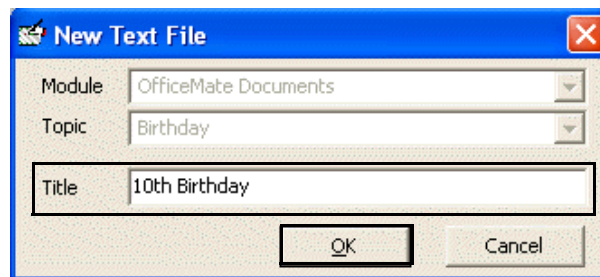 New Text File
Module OfficeMate Documents
Topic Birthday
Title 10th Birthday
OK Cancel